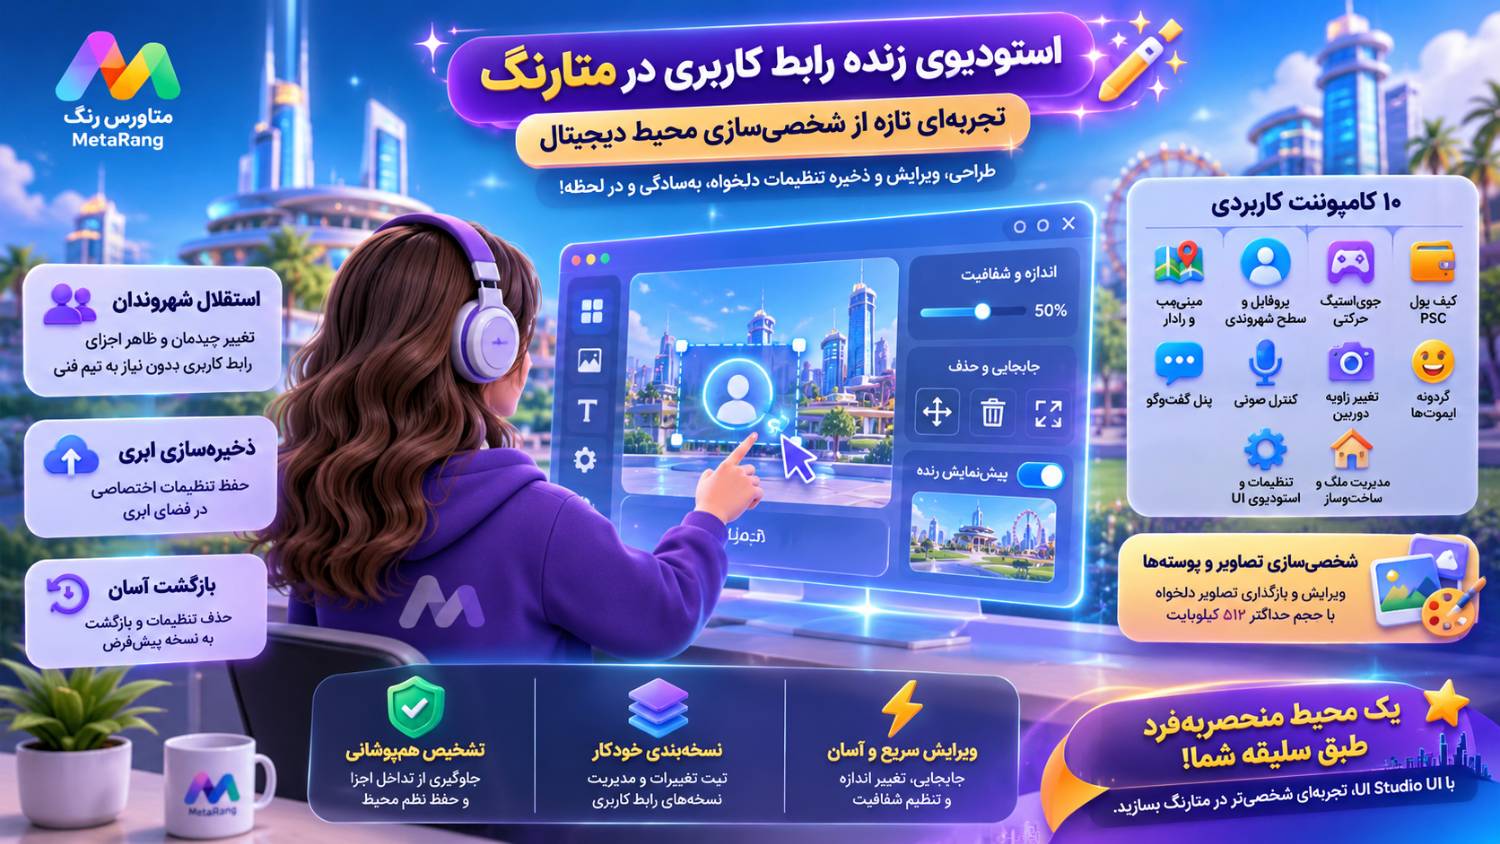 متاورس رنگ
MetaRang
استودیوی زنده رابط کاربری در متارنگ
تجربه‌ای تازه از شخصی‌سازی محیط دیجیتال
طراحی، ویرایش و ذخیره تنظیمات دلخواه، به‌سادگی و در لحظه!
۱۰ کامپوننت کاربردی
کیف پول
PSC
جوی‌استیگ
حرکتی
پروفایل و
سطح شهروندی
مینی‌مپ
و رادار
گردونه
ایموت‌ها
تغییر زاویه
دوربین
کنترل صوتی
پنل گفت‌وگو
مدیریت ملگ و
ساخت‌وساز
تنظیمات و
استودیوی UI
شخصی‌سازی تصاویر و پوسته‌ها
ویرایش و بازگذاری تصلویر دلخواه
با حجم حداگثر ۵۱۲ کیلوبایت
اندازه و شفافیت
50%
جابجایی و حذف
پیش‌نمایش رنده
T
استقلال شهروندان
تغییر چیدمان و ظاهر اجزای
رابط کاربری بدون نیاز به تیم فنی
ذخیره‌سازی ابری
حفظ تنظیمات اختصاصی
در فضای ابری
بازگشت آسان
حذف تنظیمات و بازگشت
به نسخه پیش‌فرض
ویرایش سریع و آسان
جابجایی، تغییر اندازه
و تنظیم شفافیت
نسخه‌بندی خودکار
ثبت تغییرات و مدیریت
نسخه‌های رابط کاربری
تشخیص هم‌پوشانی
جلوگیری از تداخل اجزا
و حفظ نظم محیط
یک محیط منحصربه‌فرد
طبق سلیقه شما!
با UI Studio UI، تجربه‌ای شخصی‌تر در متارنگ بسازید.
MetaRang